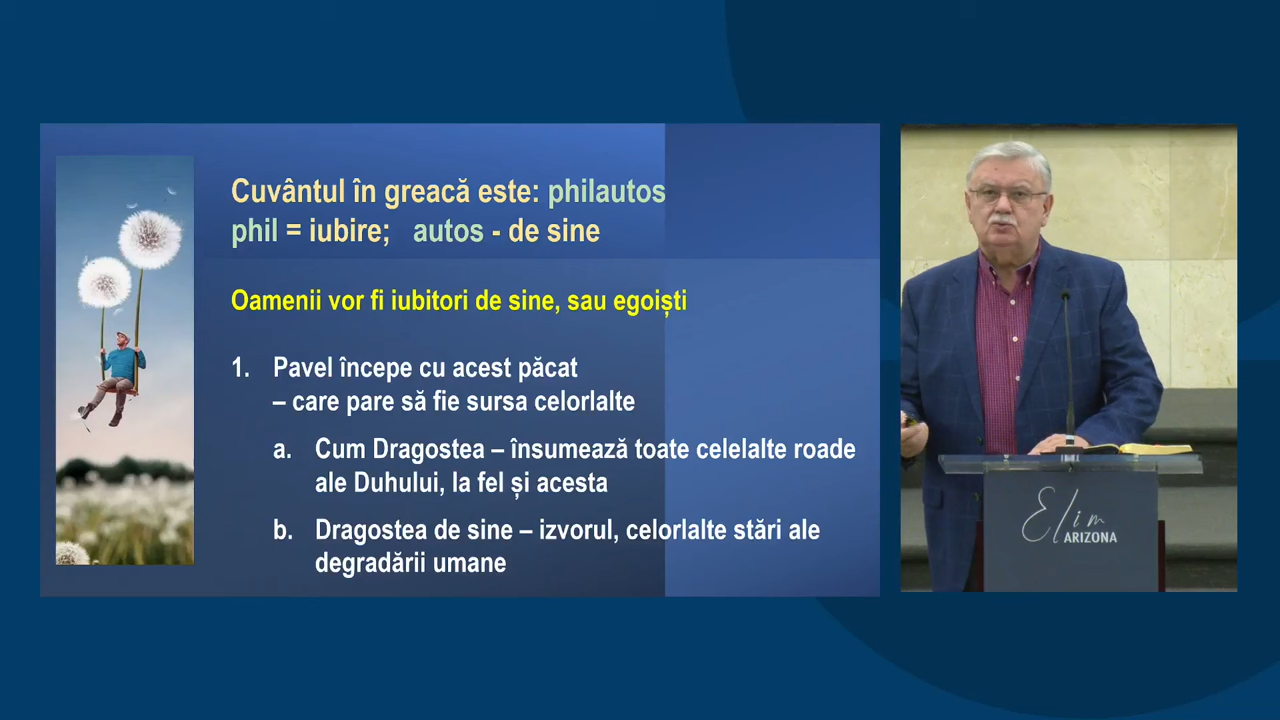 Cuvântul în greacă este: philautos
phil = iubire; autos - de sine
Oamenii vor fi iubitori de sine, sau egoiști
1. Pavel începe cu acest păcat
– care pare să fie sursa celorlalte
a. Cum Dragostea – însumează toate celelalte roade
ale Duhului, la fel și acesta
b. Dragostea de sine – izvorul, celorlalte stări ale
degradării umane
Elim
ARIZONA